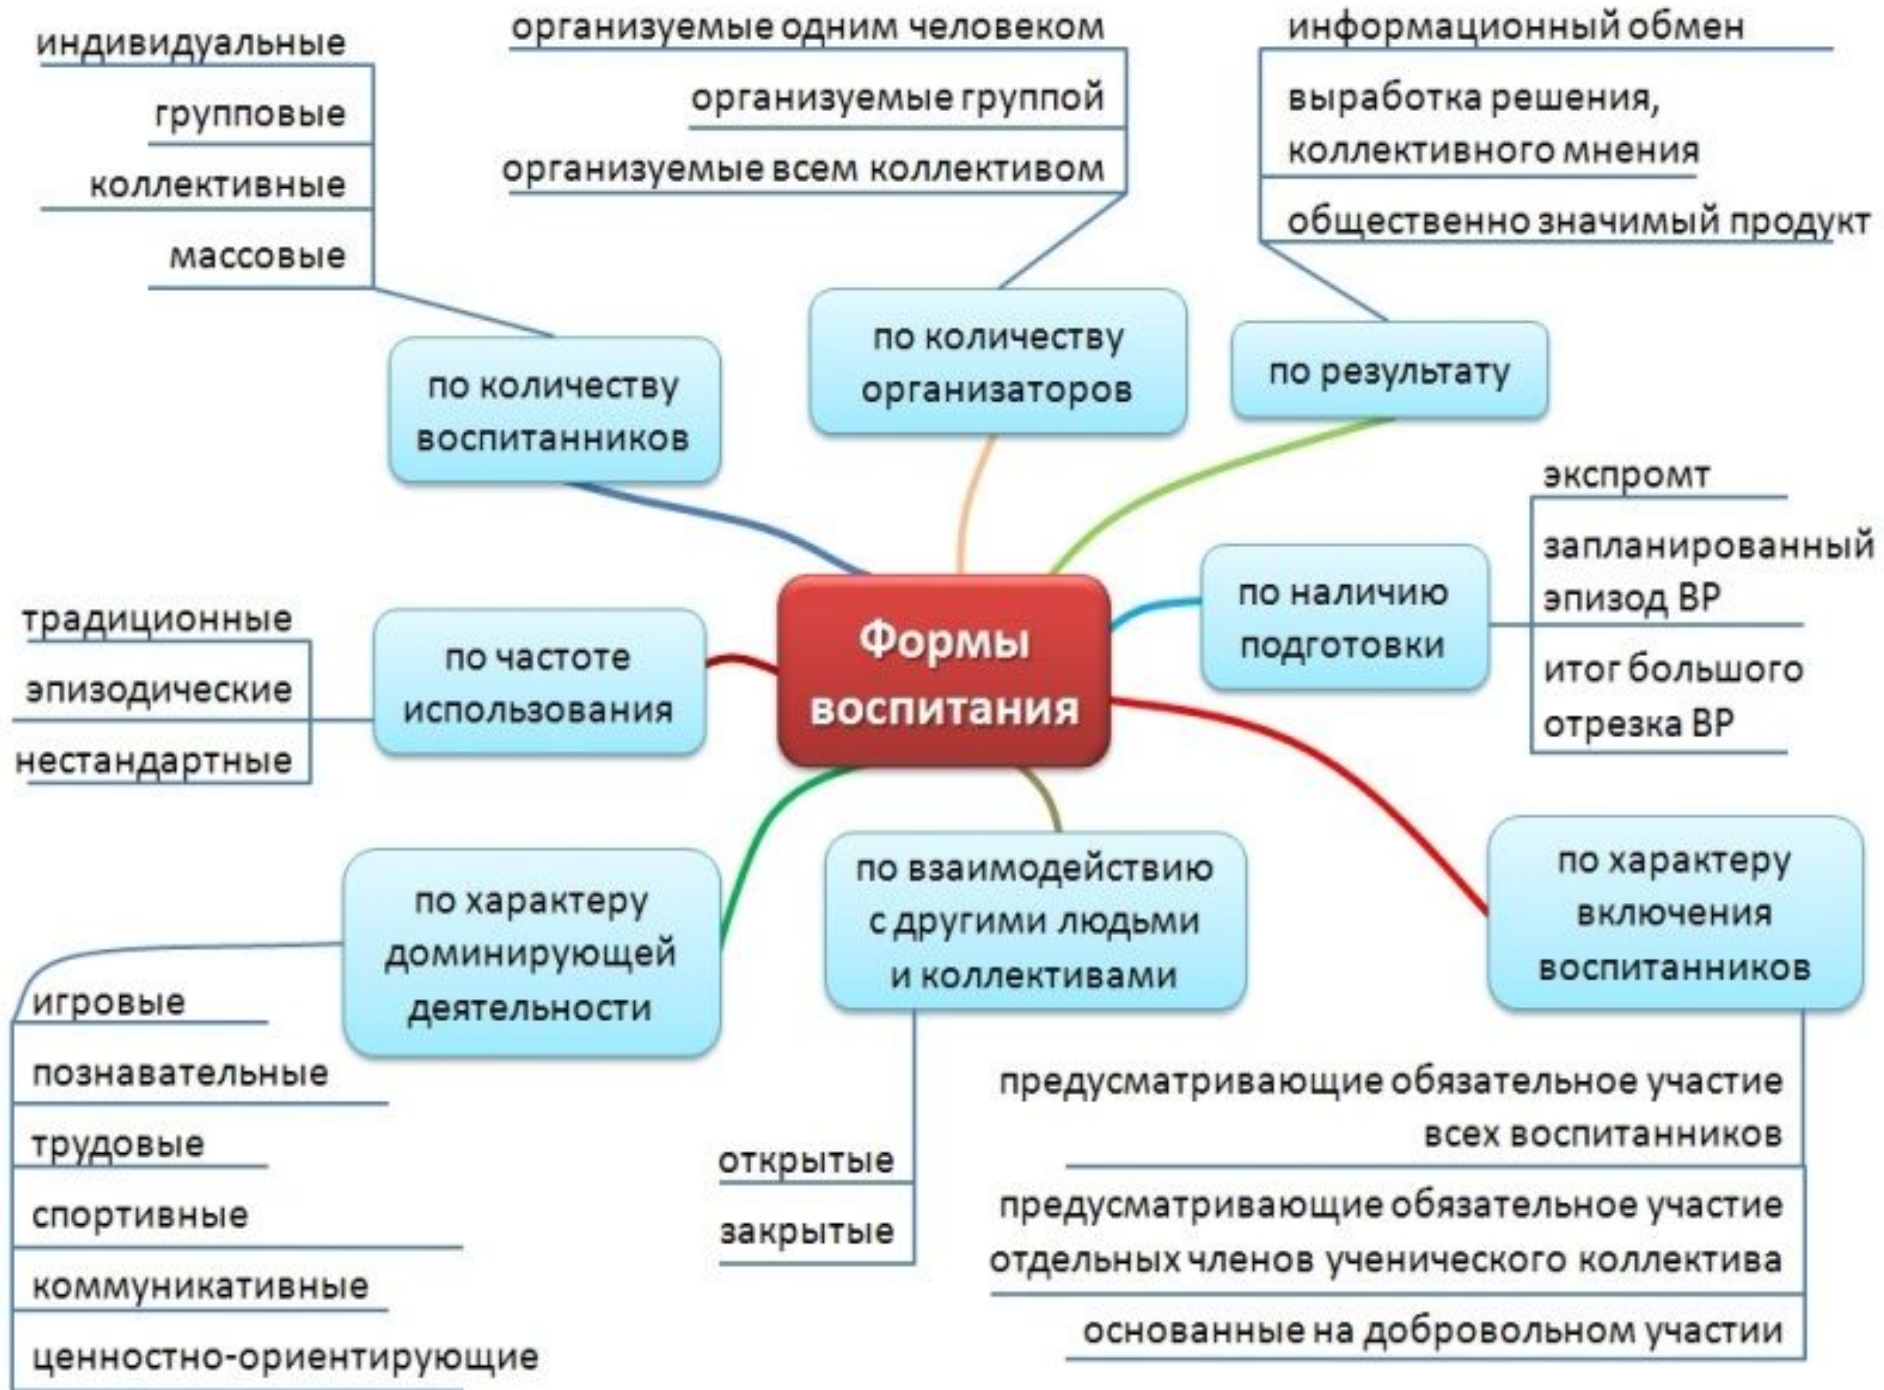 индивидуальные
групповые
коллективные
массовые
по количеству
воспитанников
организуемые одним человеком
организуемые группой
организуемые всем коллективом
по количеству
организаторов
информационный обмен
выработка решения,
коллективного мнения
общественно значимый продукт
по результату
экспромт
запланированный
эпизод ВР
итог большого
отрезка ВР
по наличию
подготовки
Формы
воспитания
традиционные
эпизодические
нестандартные
по частоте
использования
по характеру
доминирующей
деятельности
игровые
познавательные
трудовые
спортивные
коммуникативные
ценностно-ориентирующие
по взаимодействию
с другими людьми
и коллективами
открытые
закрытые
по характеру
включения
воспитанников
предусматривающие обязательное участие
всех воспитанников
предусматривающие обязательное участие
отдельных членов ученического коллектива
основанные на добровольном участии